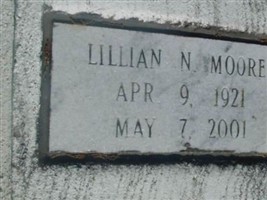 LILLIAN N. MOORE
APR 9, 1921
MAY 7, 2001